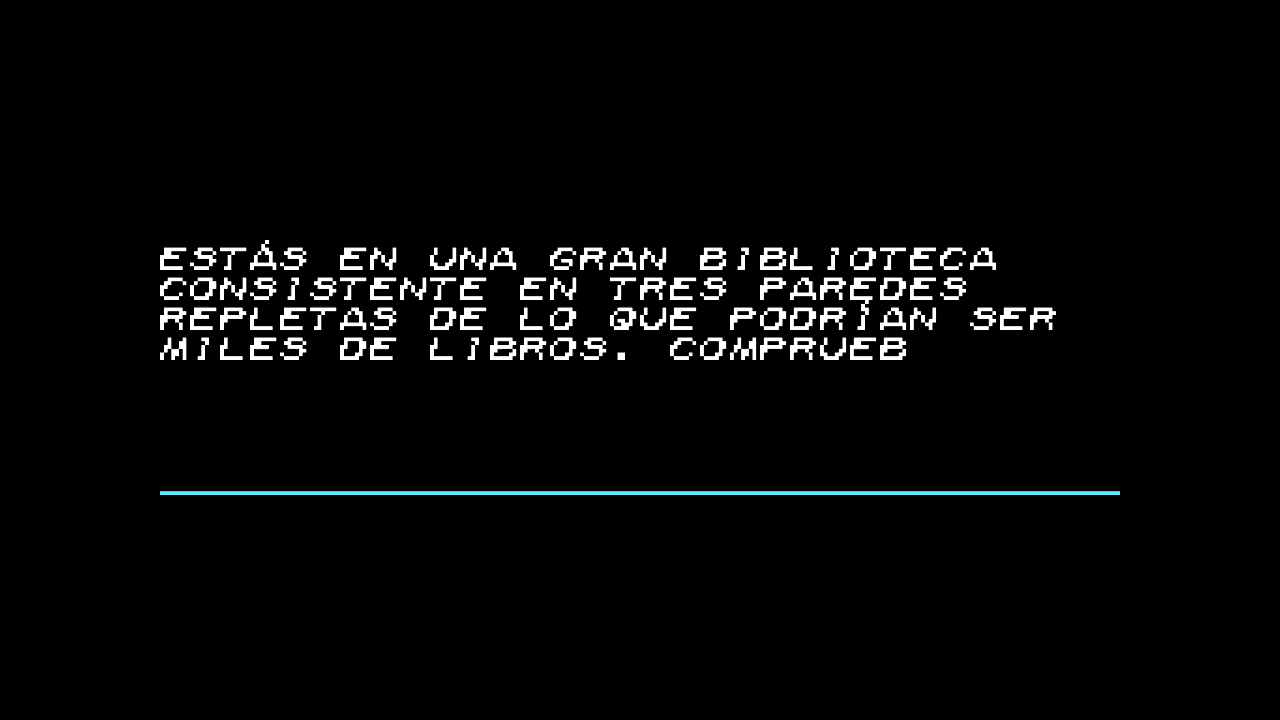 ESTÁS EN UNA GRAN BIBLIOTECA
CONSISTENTE EN TRES PAREDES
REPLETAS DE LO QUE PODRÍAN SER
MILES DE LIBROS. COMPRUEB